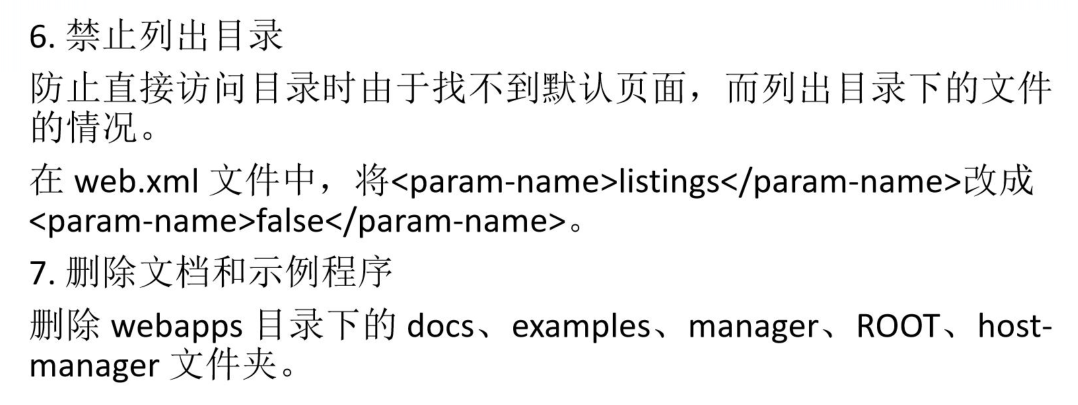 6. 禁止列出目录
防止直接访问目录时由于找不到默认页面，而列出目录下的文件
的情况。
在 web.xml 文件中，将<param-name>listings</param-name>改成
<param-name>false</param-name>。
7. 删除文档和示例程序
删除 webapps 目录下的 docs、examples、manager、ROOT、host-
manager 文件夹。